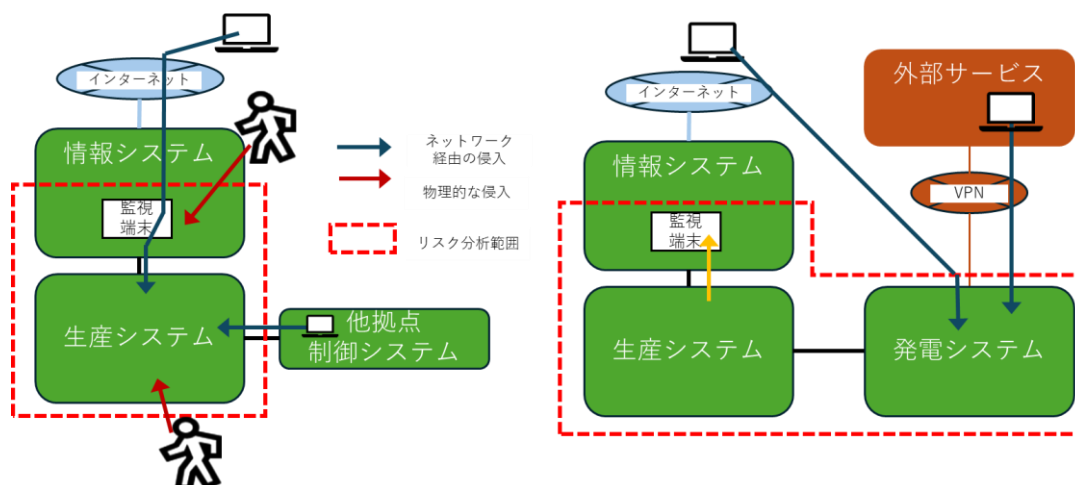 インターネット
情報システム
監視
端末
生産システム
他拠点
制御システム
ネットワーク
経由の侵入
物理的な侵入
リスク分析範囲
インターネット
情報システム
監視
端末
生産システム
外部サービス
VPN
発電システム